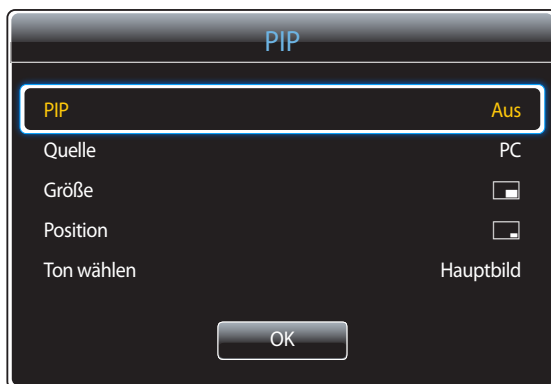 PIP
PIP Aus
Quelle PC
Größe
Position
Ton wählen Hauptbild
OK